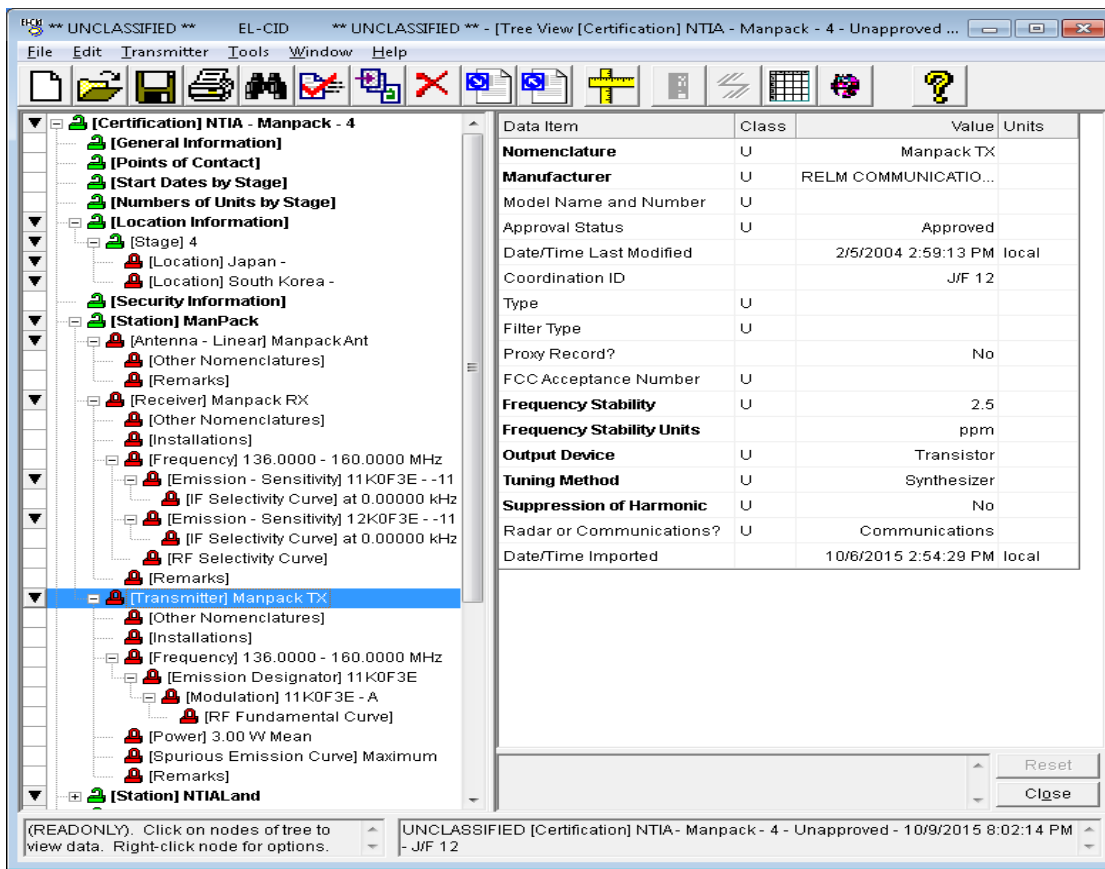 ** UNCLASSIFIED ** EL-CID ** UNCLASSIFIED ** - [Tree View [Certification] NTIA - Manpack - 4 - Unapproved ...
File Edit Transmitter Tools Window Help
[Certification] NTIA - Manpack - 4
[General Information]
[Points of Contact]
[Start Dates by Stage]
[Numbers of Units by Stage]
[Location Information]
[Stage] 4
[Location] Japan -
[Location] South Korea -
[Security Information]
[Station] ManPack
[Antenna - Linear] ManpackAnt
[Other Nomenclatures]
[Remarks]
[Receiver] Manpack RX
[Other Nomenclatures]
[Installations]
[Frequency] 136.0000 - 160.0000 MHz
[Emission - Sensitivity] 11K0F3E - -11
[IF Selectivity Curve] at 0.00000 kHz
[Emission - Sensitivity] 12K0F3E - -11
[IF Selectivity Curve] at 0.00000 kHz
[RF Selectivity Curve]
[Remarks]
[Transmitter] Manpack TX
[Other Nomenclatures]
[Installations]
[Frequency] 136.0000 - 160.0000 MHz
[Emission Designator] 11K0F3E
[Modulation] 11K0F3E - A
[RF Fundamental Curve]
[Power] 3.00 W Mean
[Spurious Emission Curve] Maximum
[Remarks]
[Station] NTIALand
Data Item Class Value Units
Nomenclature U Manpack TX
Manufacturer U RELM COMMUNICATIO...
Model Name and Number U
Approval Status U Approved
Date/Time Last Modified 2/5/2004 2:59:13 PM local
Coordination ID J/F 12
Type U
Filter Type U
Proxy Record? No
FCC Acceptance Number U
Frequency Stability U 2.5
Frequency Stability Units ppm
Output Device U Transistor
Tuning Method U Synthesizer
Suppression of Harmonic U No
Radar or Communications? U Communications
Date/Time Imported 10/6/2015 2:54:29 PM local
Reset
Close
(READONLY). Click on nodes of tree to
view data. Right-click node for options.
UNCLASSIFIED [Certification] NTIA - Manpack - 4 - Unapproved - 10/9/2015 8:02:14 PM
- J/F 12